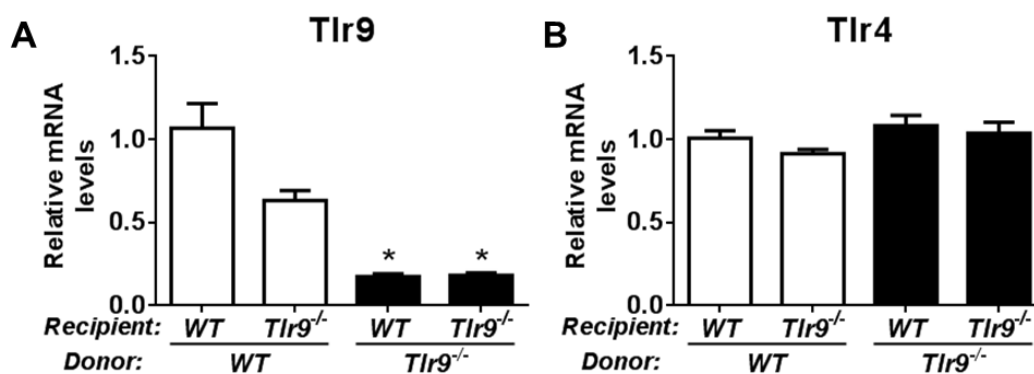 A
Tlr9
Relative mRNA
levels
1.5
1.0
0.5
0.0
* *
Recipient: WT Tlr9-/- WT Tlr9-/-
Donor: WT Tlr9-/-
B
Tlr4
Relative mRNA
levels
1.5
1.0
0.5
0.0
WT Tlr9-/- WT Tlr9-/-
WT Tlr9-/-